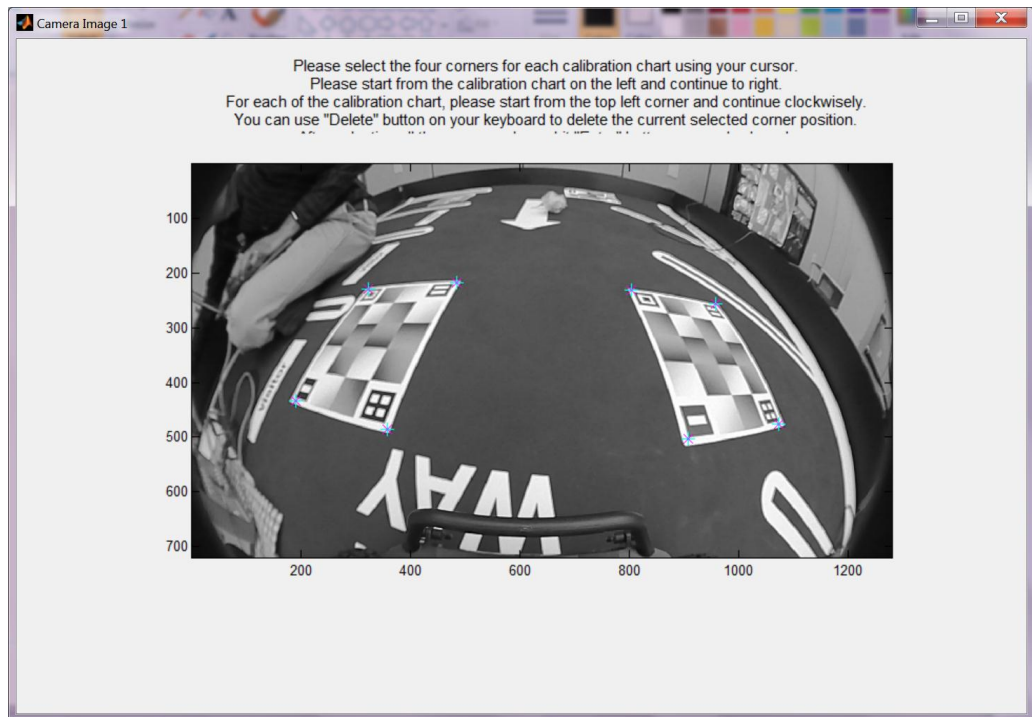 Camera Image 1
Please select the four corners for each calibration chart using your cursor.
Please start from the calibration chart on the left and continue to right.
For each of the calibration chart, please start from the top left corner and continue clockwisely.
You can use "Delete" button on your keyboard to delete the current selected corner position.
100
200
300
400
500
600
700
Visitor
WAY
200
400
600
800
1000
1200